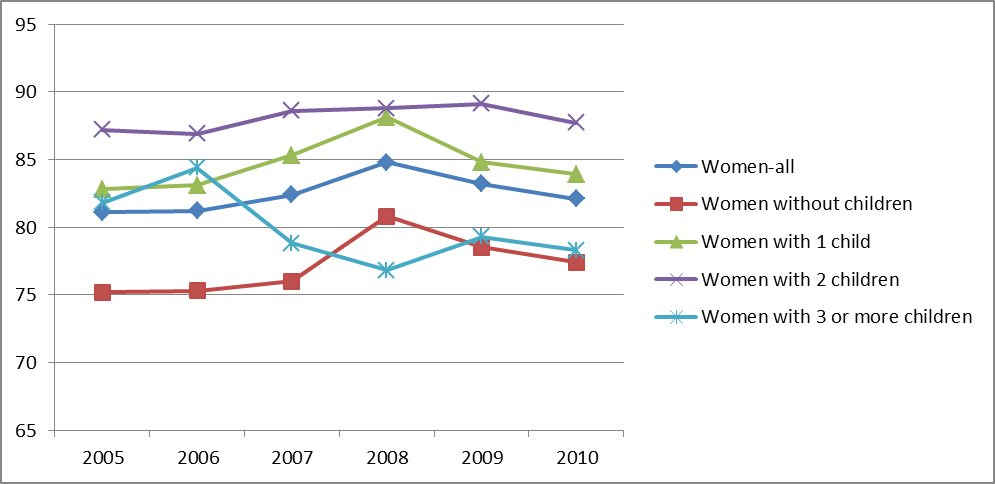 95
90
85
80
75
70
65
2005 2006 2007 2008 2009 2010
Women-all
Women without children
Women with 1 child
Women with 2 children
Women with 3 or more children